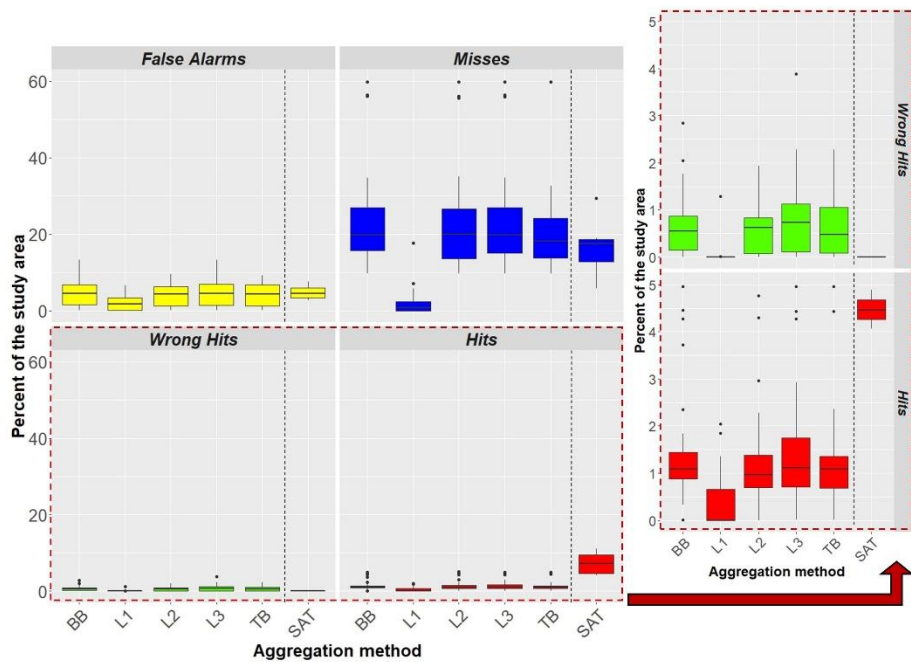 False Alarms
Misses
60
40
20
0
Wrong Hits
Hits
60
40
20
0
Percent of the study area
BB L1 L2 L3 TB SAT
BB L1 L2 L3 TB SAT
Aggregation method
5
4
3
2
1
0
Wrong Hits
5
4
3
2
1
0
Hits
Percent of the study area
BB L1 L2 L3 TB SAT
Aggregation method